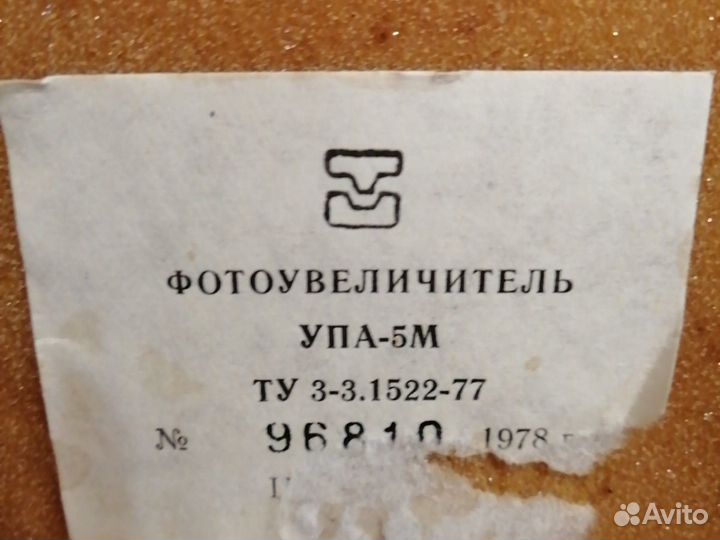 ФОТОУВЕЛИЧИТЕЛЬ
УПА-5М
ТУ 3-3.1522-77
№ 96810 1978 г
Avito